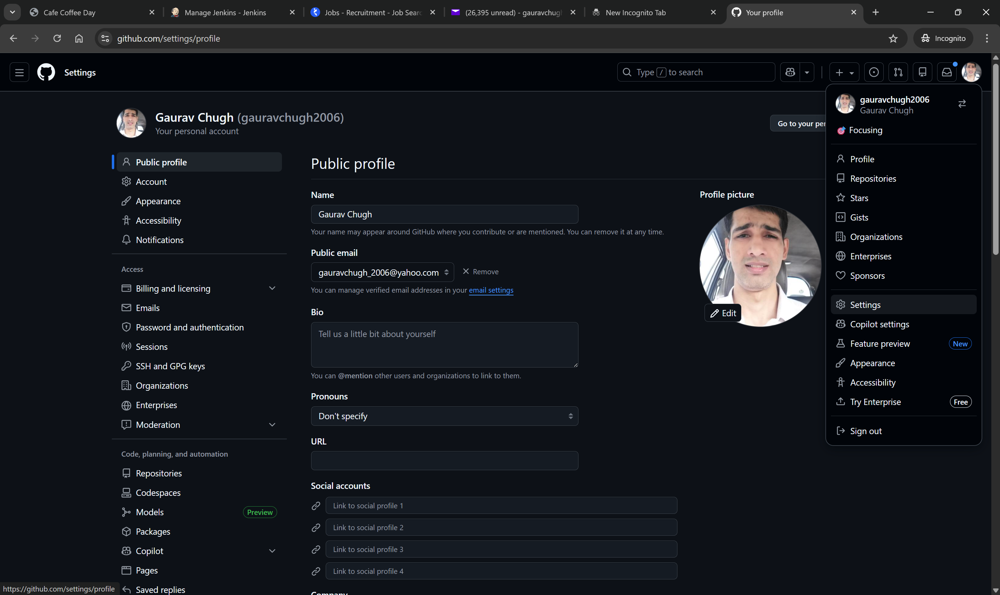 Cafe Coffee Day
Manage Jenkins - Jenkins
Jobs - Recruitment - Job Searc
(26,395 unread) - gauravchugh
New Incognito Tab
Your profile
github.com/settings/profile
Incognito
Settings
Type / to search
Gaurav Chugh (gauravchugh2006)
Your personal account
Go to your per
Public profile
Account
Appearance
Accessibility
Notifications
Access
Billing and licensing
Emails
Password and authentication
Sessions
SSH and GPG keys
Organizations
Enterprises
Moderation
Code, planning, and automation
Repositories
Codespaces
Models Preview
Packages
Copilot
Pages
Saved replies
Public profile
Name
Gaurav Chugh
Your name may appear around GitHub where you contribute or are mentioned. You can remove it at any time.
Public email
gauravchugh_2006@yahoo.com Remove
You can manage verified email addresses in your email settings
Bio
Tell us a little bit about yourself
You can @mention other users and organizations to link to them.
Pronouns
Don't specify
URL
Social accounts
Link to social profile 1
Link to social profile 2
Link to social profile 3
Link to social profile 4
Company
Profile picture
Edit
gauravchugh2006
Gaurav Chugh
Focusing
Profile
Repositories
Stars
Gists
Organizations
Enterprises
Sponsors
Settings
Copilot settings
Feature preview New
Appearance
Accessibility
Try Enterprise Free
Sign out
https://github.com/settings/profile